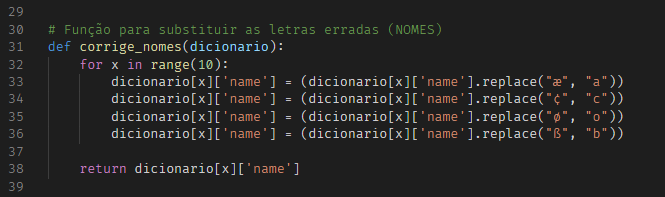 29
30 # Função para substituir as letras erradas (NOMES)
31 def corrige_nomes(dicionario):
32     for x in range(10):
33         dicionario[x]['name'] = (dicionario[x]['name'].replace("æ", "a"))
34         dicionario[x]['name'] = (dicionario[x]['name'].replace("¢", "c"))
35         dicionario[x]['name'] = (dicionario[x]['name'].replace("ø", "o"))
36         dicionario[x]['name'] = (dicionario[x]['name'].replace("ß", "b"))
37
38     return dicionario[x]['name']
39